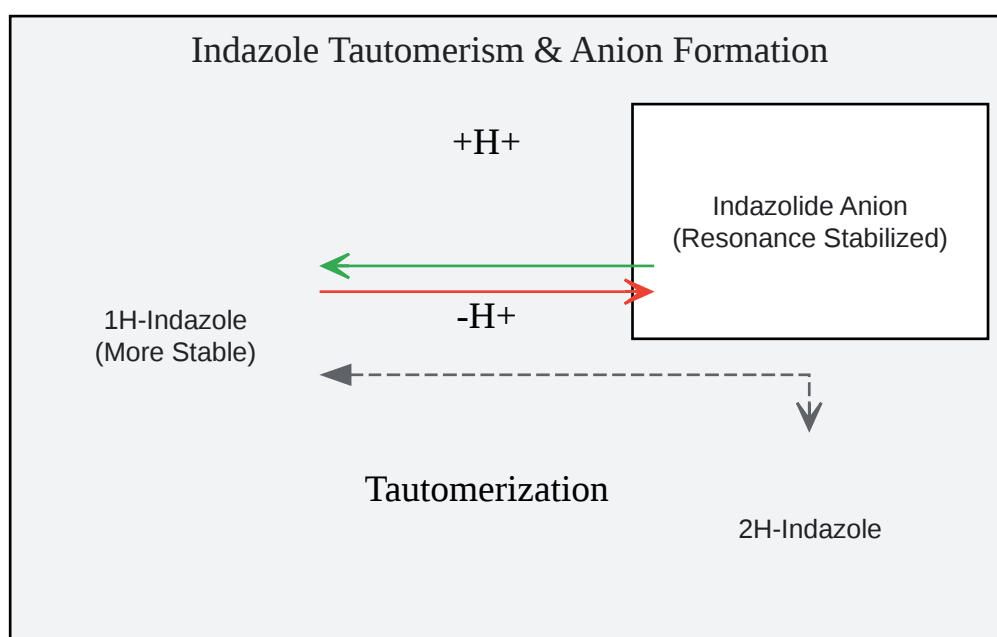 Indazole Tautomerism & Anion Formation
+H+
Indazolide Anion
(Resonance Stabilized)
-H+
1H-Indazole
(More Stable)
Tautomerization
2H-Indazole